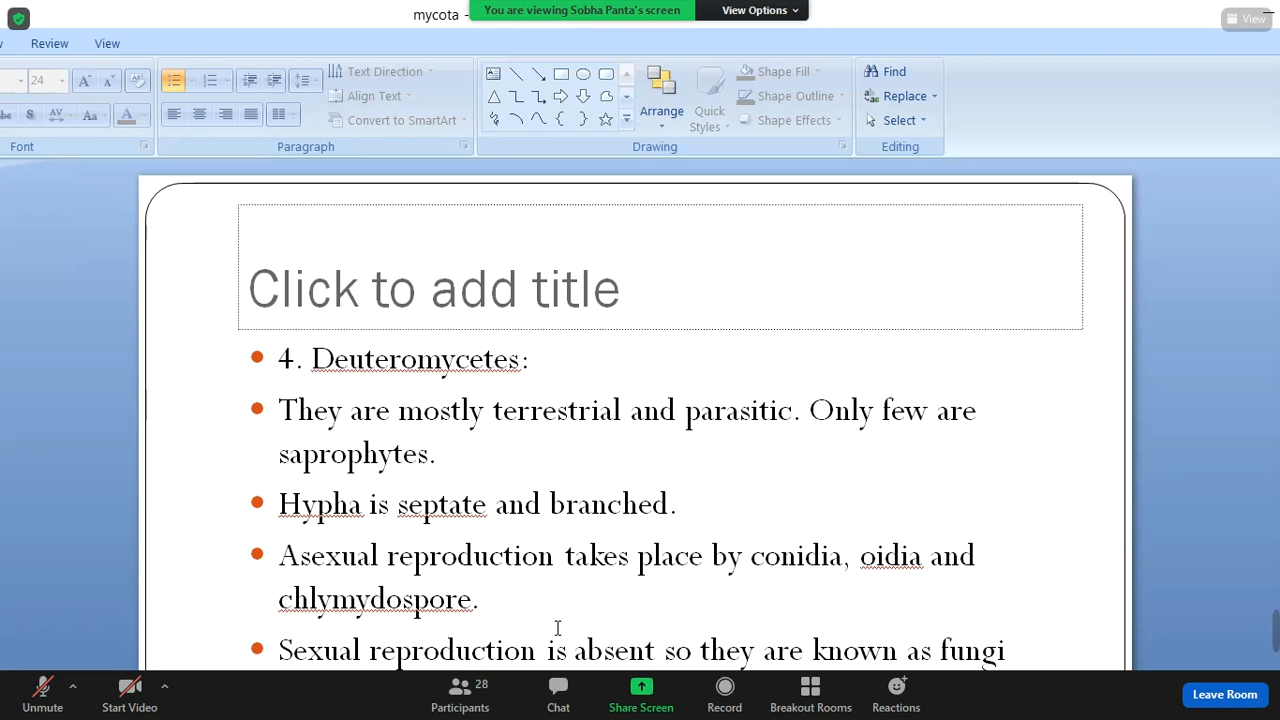 mycota -
You are viewing Sobha Panta's screen
View Options
View
Review
View
24
Aa
A
Text Direction
Align Text
Convert to SmartArt
Arrange
Quick Styles
Shape Fill
Shape Outline
Shape Effects
Find
Replace
Select
Font
Paragraph
Drawing
Editing
Click to add title
4. Deuteromycetes:
They are mostly terrestrial and parasitic. Only few are
saprophytes.
Hypha is septate and branched.
Asexual reproduction takes place by conidia, oidia and
chlymydospore.
Sexual reproduction is absent so they are known as fungi
Unmute
Start Video
Participants
28
Chat
Share Screen
Record
Breakout Rooms
Reactions
Leave Room